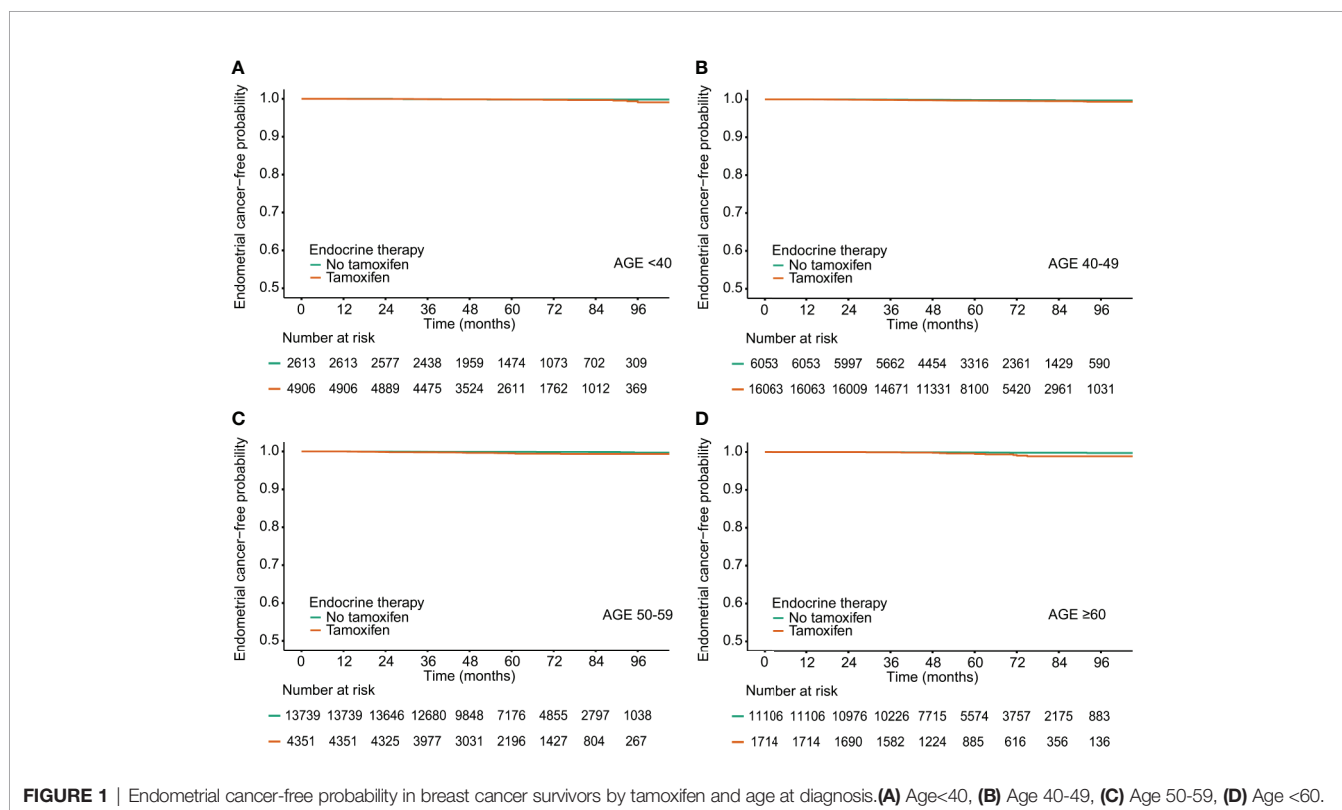 A
Endometrial cancer-free probability
1.0
0.9
0.8
0.7
0.6
0.5
Endocrine therapy
No tamoxifen
Tamoxifen
AGE <40
0 12 24 36 48 60 72 84 96
Time (months)
Number at risk
2613 2613 2577 2438 1959 1474 1073 702 309
4906 4906 4889 4475 3524 2611 1762 1012 369
B
Endometrial cancer-free probability
1.0
0.9
0.8
0.7
0.6
0.5
Endocrine therapy
No tamoxifen
Tamoxifen
AGE 40-49
0 12 24 36 48 60 72 84 96
Time (months)
Number at risk
6053 6053 5997 5662 4454 3316 2361 1429 590
16063 16063 16009 14671 11331 8100 5420 2961 1031
C
Endometrial cancer-free probability
1.0
0.9
0.8
0.7
0.6
0.5
Endocrine therapy
No tamoxifen
Tamoxifen
AGE 50-59
0 12 24 36 48 60 72 84 96
Time (months)
Number at risk
13739 13739 13646 12680 9848 7176 4855 2797 1038
4351 4351 4325 3977 3031 2196 1427 804 267
D
Endometrial cancer-free probability
1.0
0.9
0.8
0.7
0.6
0.5
Endocrine therapy
No tamoxifen
Tamoxifen
AGE ≥60
0 12 24 36 48 60 72 84 96
Time (months)
Number at risk
11106 11106 10976 10226 7715 5574 3757 2175 883
1714 1714 1690 1582 1224 885 616 356 136
FIGURE 1 | Endometrial cancer-free probability in breast cancer survivors by tamoxifen and age at diagnosis.(A) Age<40, (B) Age 40-49, (C) Age 50-59, (D) Age <60.